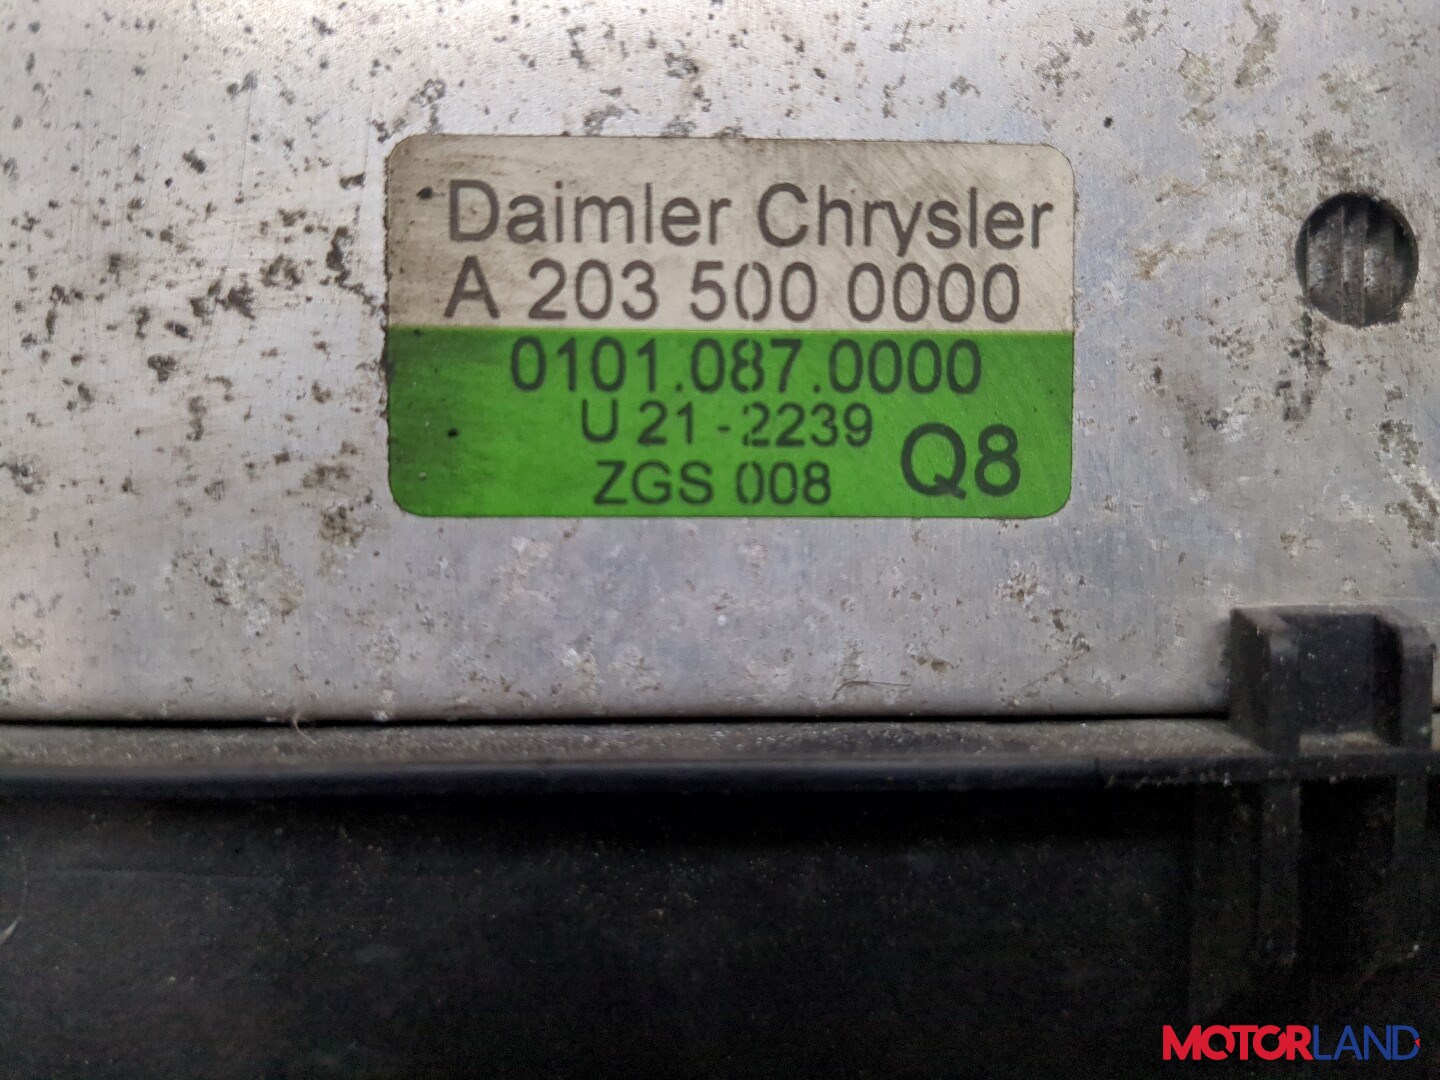 Daimler Chrysler
A 203 500 0000
0101.087.0000
U 21 - 2239
ZGS 008 Q8
MOTORLAND